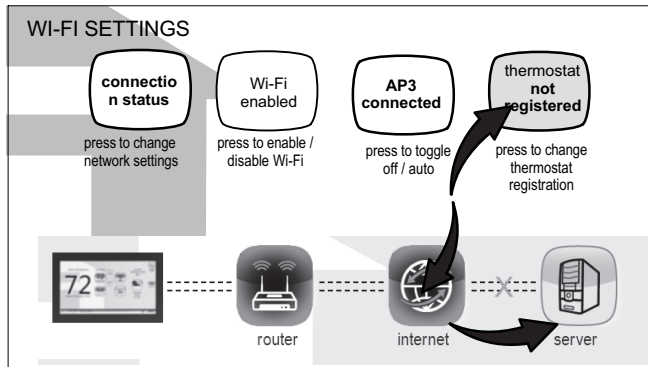 WI-FI SETTINGS
connectio
n status
Wi-Fi
enabled
AP3
connected
thermostat
not
registered
press to change
network settings
press to enable /
disable Wi-Fi
press to toggle
off / auto
press to change
thermostat
registration
72
X
router
internet
server